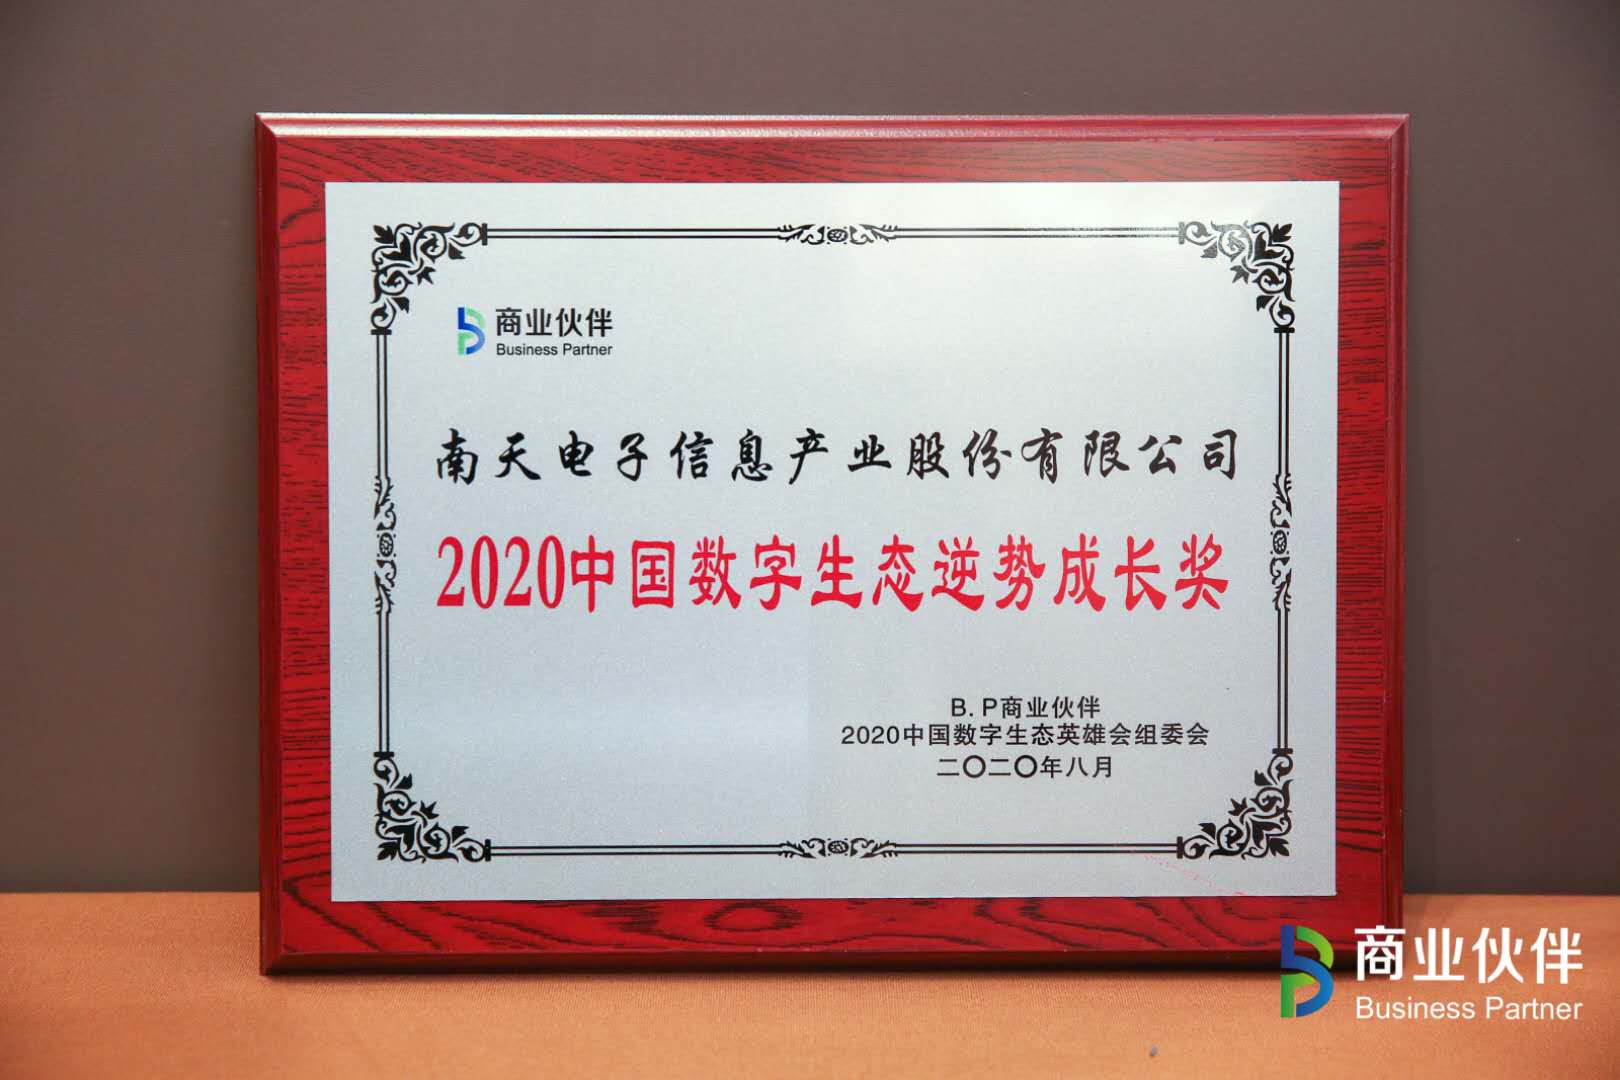 商业伙伴
Business Partner
南天电子信息产业股份有限公司
2020中国数字生态逆势成长奖
B.P商业伙伴
2020中国数字生态英雄会组委会
二〇二〇年八月
商业伙伴
Business Partner